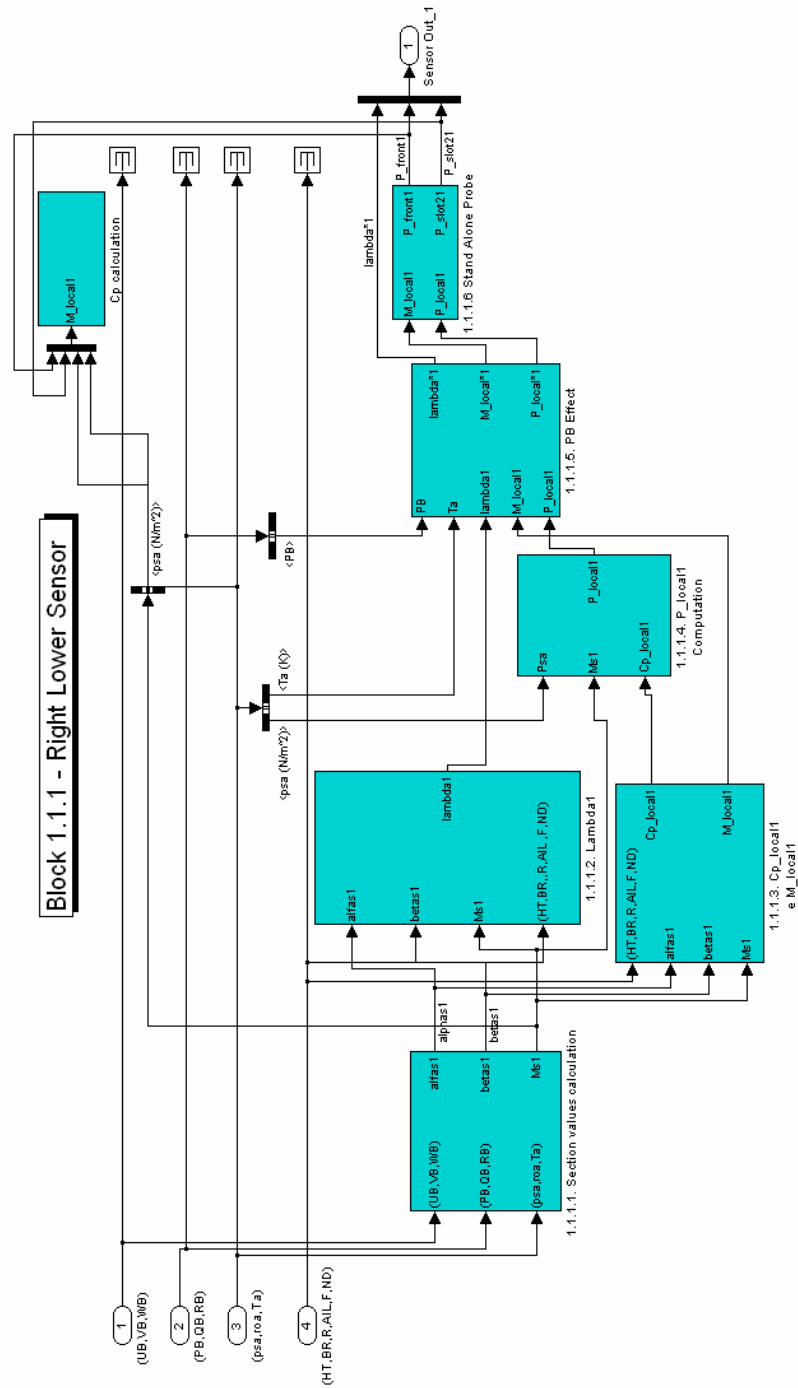 Block 1.1.1 - Right Lower Sensor
1
(UB,VB,WB)
2
(PB,QB,RB)
3
(psa,roa,Ta)
4
(HT,BR,R,AIL,F,ND)
(UB,VB,WB)
(PB,QB,RB)
(psa,roa,Ta)
alfas1
betas1
Ms1
1.1.1.1. Section values calculation
alphas1
betas1
alfas1
betas1
Ms1
(HT,BR,,R,AIL ,F,ND)
lambda1
1.1.1.2. Lambda1
(HT,BR,R,AIL,F,ND)
alfas1
betas1
Ms1
Cp_local1
M_local1
1.1.1.3. Cp_local1
e M_local1
<psa (N/m^2)>
<Ta (K)>
Psa
Ms1
Cp_local1
P_local1
1.1.1.4. P_local1
Computation
<psa (N/m^2)>
<PB>
PB
Ta
lambda1
M_local1
P_local1
lambda*1
M_local*1
P_local*1
1.1.1.5. PB Effect
M_local1
Cp calculation
lambda*1
M_local1
P_local1
P_front1
P_slot21
1.1.1.6 Stand Alone Probe
P_front1
P_slot21
1
Sensor Out_1